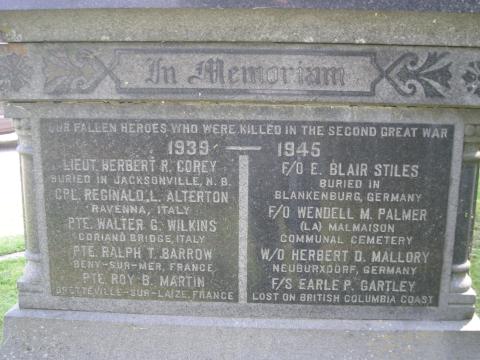 In Memoriam
OUR FALLEN HEROES WHO WERE KILLED IN THE SECOND GREAT WAR
1939 — 1945
LIEUT. HERBERT R. COREY
BURIED IN JACKSONVILLE, N. B.
CPL. REGINALD L. ALTERTON
RAVENNA, ITALY
PTE. WALTER G. WILKINS
CORIANO BRIDGE, ITALY
PTE. RALPH T. BARROW
BENY-SUR-MER, FRANCE
PTE. ROY B. MARTIN
BRETTEVILLE-SUR-LAIZE, FRANCE
F/O E. BLAIR STILES
BURIED IN
BLANKENBURG, GERMANY
F/O WENDELL M. PALMER
(LA) MALMAISON
COMMUNAL CEMETERY
W/O HERBERT D. MALLORY
NEUBURXDORF, GERMANY
F/S EARLE P. GARTLEY
LOST ON BRITISH COLUMBIA COAST